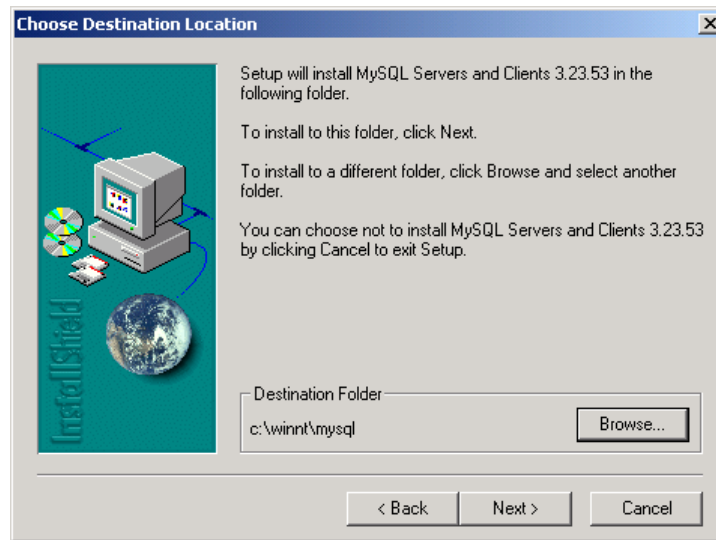 Choose Destination Location
Setup will install MySQL Servers and Clients 3.23.53 in the
following folder.
To install to this folder, click Next.
To install to a different folder, click Browse and select another
folder.
You can choose not to install MySQL Servers and Clients 3.23.53
by clicking Cancel to exit Setup.
InstallShield
Destination Folder
c:\winnt\mysql
Browse...
< Back
Next >
Cancel